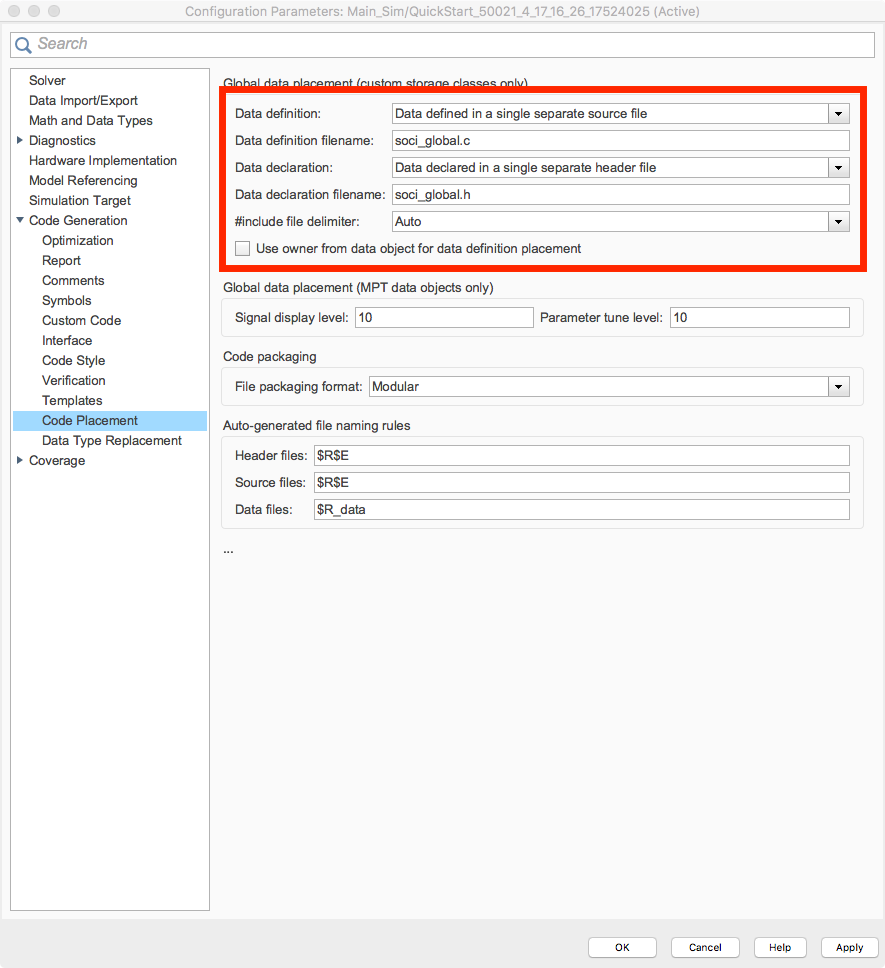 Configuration Parameters: Main_Sim/QuickStart_50021_4_17_16_26_17524025 (Active)
Search
Solver
Data Import/Export
Math and Data Types
Diagnostics
Hardware Implementation
Model Referencing
Simulation Target
Code Generation
Optimization
Report
Comments
Symbols
Custom Code
Interface
Code Style
Verification
Templates
Code Placement
Data Type Replacement
Coverage
Global data placement (custom storage classes only)
Data definition: Data defined in a single separate source file
Data definition filename: soci_global.c
Data declaration: Data declared in a single separate header file
Data declaration filename: soci_global.h
#include file delimiter: Auto
Use owner from data object for data definition placement
Global data placement (MPT data objects only)
Signal display level: 10 Parameter tune level: 10
Code packaging
File packaging format: Modular
Auto-generated file naming rules
Header files: $R$E
Source files: $R$E
Data files: $R_data
...
OK Cancel Help Apply